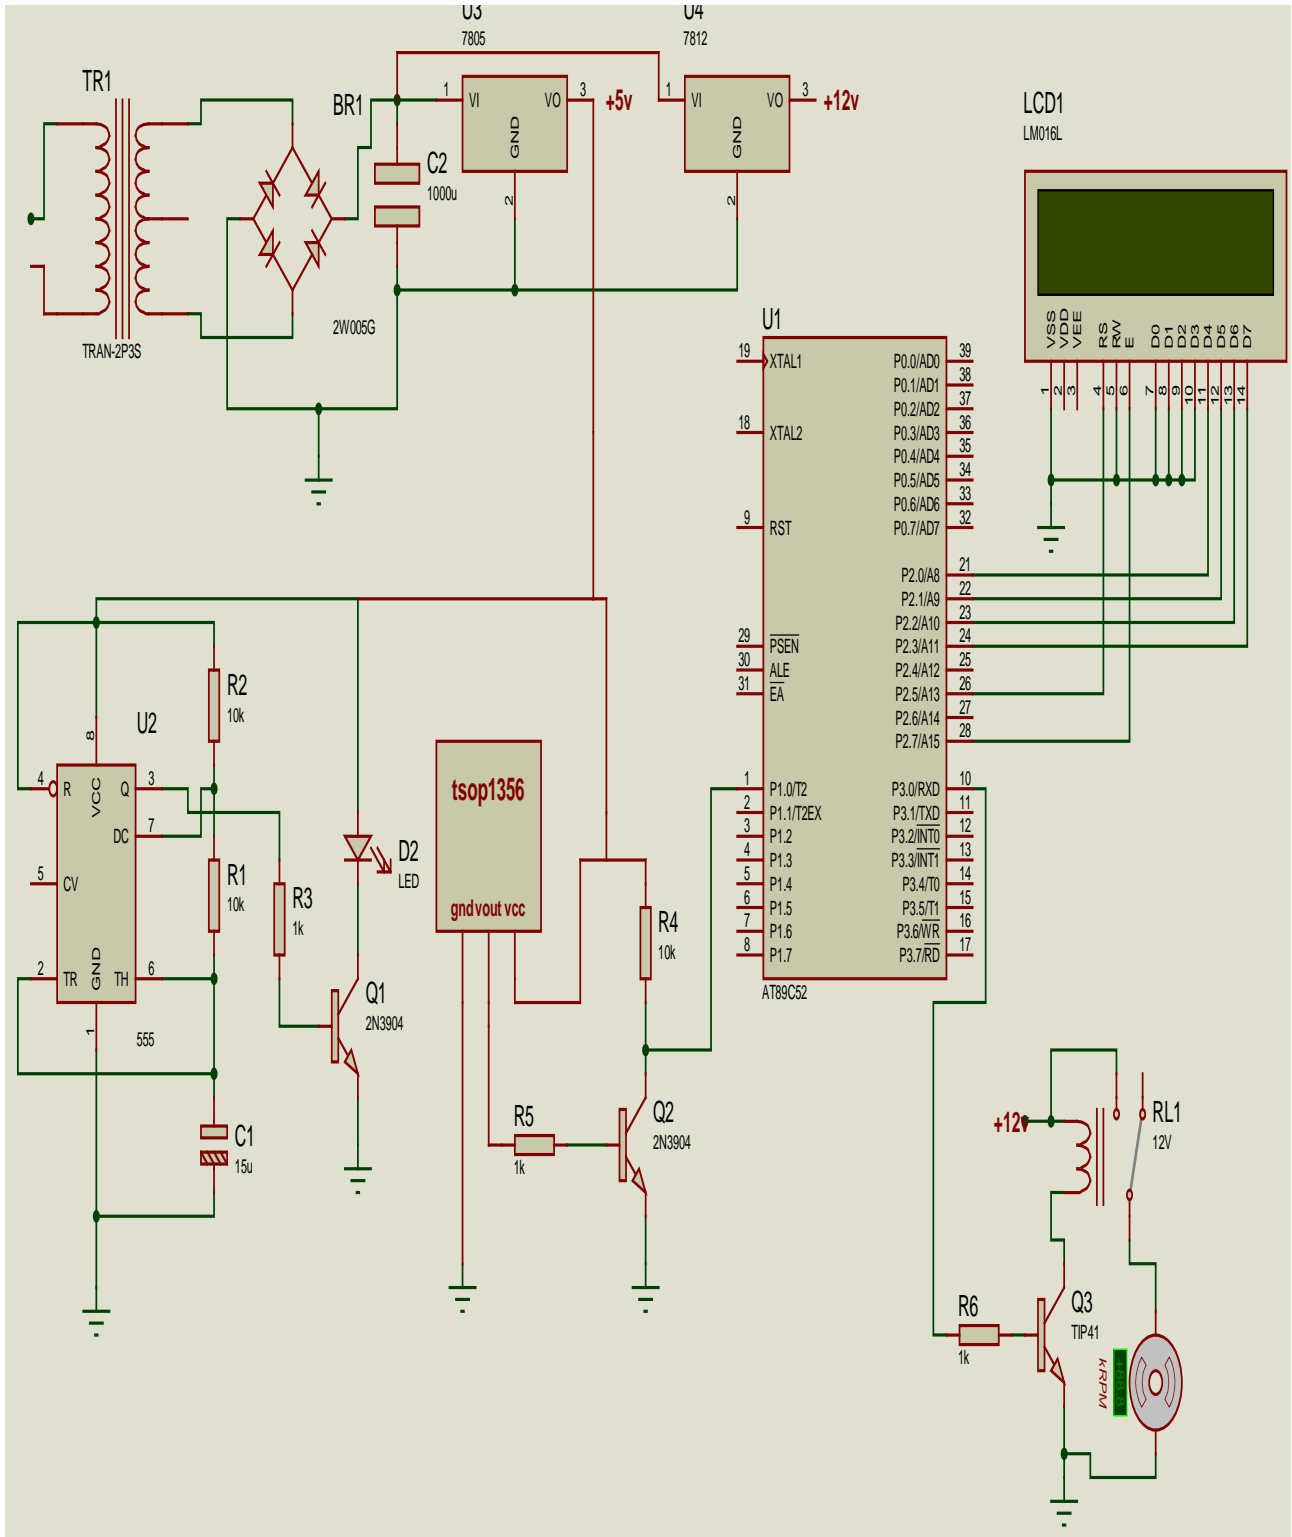 U3
7805
U4
7812
TR1
TRAN-2P3S
BR1
2W005G
C2
1000u
1
VI
VO
3
GND
2
+5v
1
VI
VO
3
GND
2
+12v
LCD1
LM016L
VSS
VDD
VEE
RS
RW
E
D0
D1
D2
D3
D4
D5
D6
D7
1
2
3
4
5
6
7
8
9
10
11
12
13
14
U1
19
XTAL1
18
XTAL2
9
RST
29
PSEN
30
ALE
31
EA
1
P1.0/T2
2
P1.1/T2EX
3
P1.2
4
P1.3
5
P1.4
6
P1.5
7
P1.6
8
P1.7
P0.0/AD0
39
P0.1/AD1
38
P0.2/AD2
37
P0.3/AD3
36
P0.4/AD4
35
P0.5/AD5
34
P0.6/AD6
33
P0.7/AD7
32
P2.0/A8
21
P2.1/A9
22
P2.2/A10
23
P2.3/A11
24
P2.4/A12
25
P2.5/A13
26
P2.6/A14
27
P2.7/A15
28
P3.0/RXD
10
P3.1/TXD
11
P3.2/INT0
12
P3.3/INT1
13
P3.4/T0
14
P3.5/T1
15
P3.6/WR
16
P3.7/RD
17
AT89C52
U2
8
VCC
4
R
Q
3
DC
7
5
CV
2
TR
GND
TH
6
1
555
R2
10k
R1
10k
C1
15u
R3
1k
D2
LED
Q1
2N3904
tsop1356
gnd vout vcc
R4
10k
R5
1k
Q2
2N3904
+12v
RL1
12V
R6
1k
Q3
TIP41
kRPM